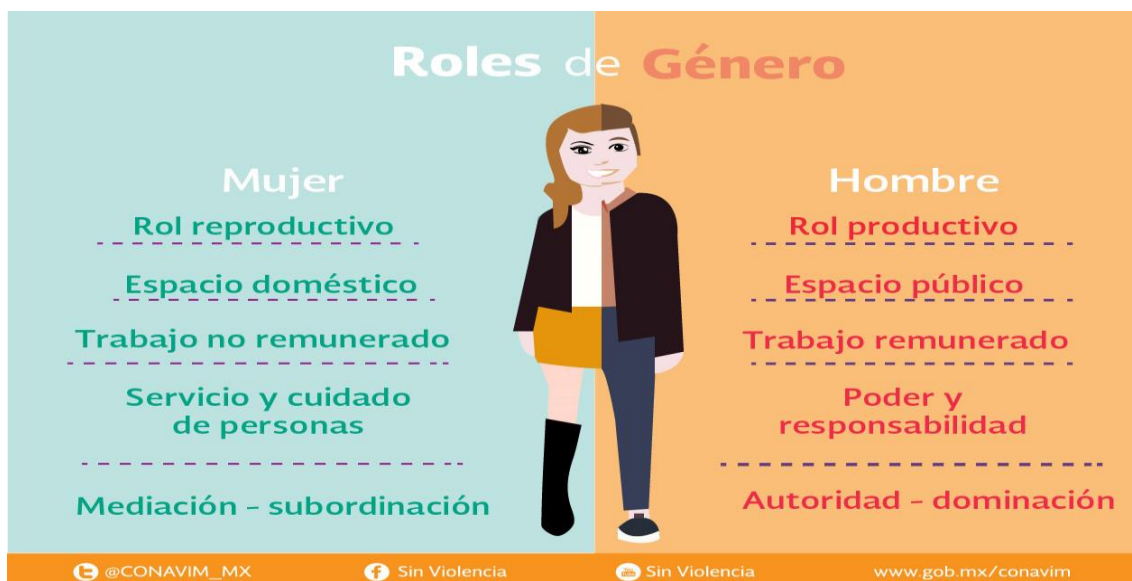 Roles de Género
Mujer
Rol reproductivo
Espacio doméstico
Trabajo no remunerado
Servicio y cuidado
de personas
Mediación - subordinación
Hombre
Rol productivo
Espacio público
Trabajo remunerado
Poder y
responsabilidad
Autoridad - dominación
@CONAVIM_MX
Sin Violencia
Sin Violencia
www.gob.mx/conavim